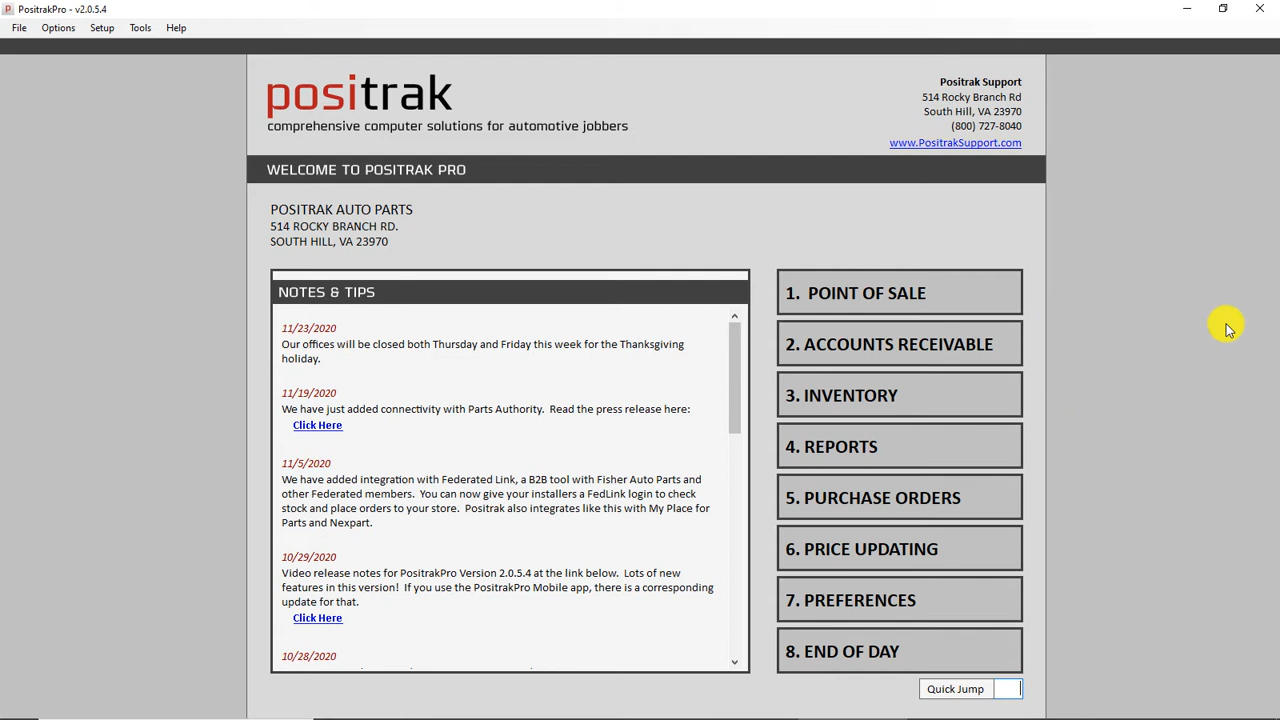 PositrakPro - v2.0.5.4
File Options Setup Tools Help
positrak
comprehensive computer solutions for automotive jobbers
Positrak Support
514 Rocky Branch Rd
South Hill, VA 23970
(800) 727-8040
www.PositrakSupport.com
WELCOME TO POSITRAK PRO
POSITRAK AUTO PARTS
514 ROCKY BRANCH RD.
SOUTH HILL, VA 23970
NOTES & TIPS
11/23/2020
Our offices will be closed both Thursday and Friday this week for the Thanksgiving
holiday.
11/19/2020
We have just added connectivity with Parts Authority. Read the press release here:
Click Here
11/5/2020
We have added integration with Federated Link, a B2B tool with Fisher Auto Parts and
other Federated members. You can now give your installers a FedLink login to check
stock and place orders to your store. Positrak also integrates like this with My Place for
Parts and Nexpart.
10/29/2020
Video release notes for PositrakPro Version 2.0.5.4 at the link below. Lots of new
features in this version! If you use the PositrakPro Mobile app, there is a corresponding
update for that.
Click Here
10/28/2020
1. POINT OF SALE
2. ACCOUNTS RECEIVABLE
3. INVENTORY
4. REPORTS
5. PURCHASE ORDERS
6. PRICE UPDATING
7. PREFERENCES
8. END OF DAY
Quick Jump